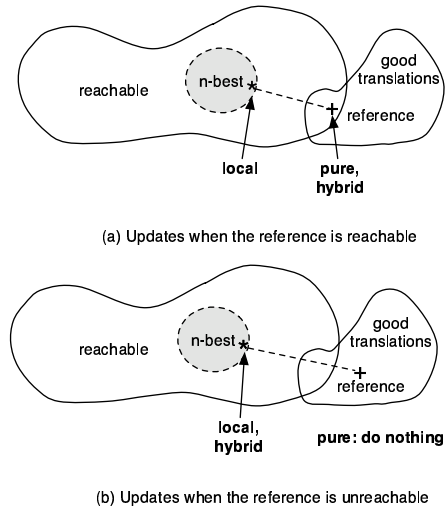 good
translations
n-best
reachable
reference
local
pure,
hybrid
(a) Updates when the reference is reachable
good
translations
n-best
reachable
reference
local,
hybrid
pure: do nothing
(b) Updates when the reference is unreachable